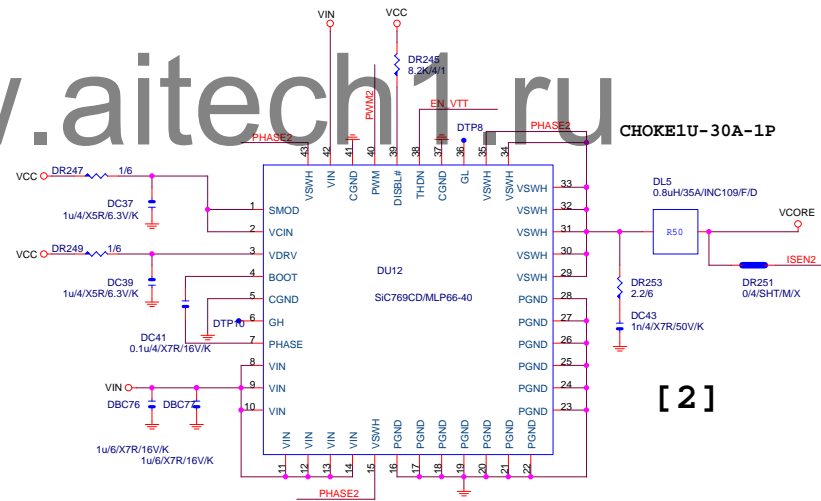 www.aitech1.ru
VIN
VCC
DR245
8.2K/4/1
PWM2
EN_VTT
PHASE2
DTP8
PHASE2
CHOKE1U-30A-1P
43 42 41 40 39 38 37 36 35 34
VSWH VIN CGND PWM DISBL# THDN CGND GL VSWH VSWH
VCC DR247 1/6
DC37
1u/4/X5R/6.3V/K
VCC DR249 1/6
DC39
1u/4/X5R/6.3V/K
DC41
0.1u/4/X7R/16V/K
DTP10
VIN
DBC76 DBC77
1u/6/X7R/16V/K
1u/6/X7R/16V/K
1 SMOD
2 VCIN
3 VDRV
4 BOOT
5 CGND
6 GH
7 PHASE
8 VIN
9 VIN
10 VIN
DU12
SiC769CD/MLP66-40
VSWH 33
VSWH 32
VSWH 31
VSWH 30
VSWH 29
PGND 28
PGND 27
PGND 26
PGND 25
PGND 24
PGND 23
VIN VIN VIN VIN VSWH PGND PGND PGND PGND PGND PGND PGND
11 12 13 14 15 16 17 18 19 20 21 22
PHASE2
DL5
0.8uH/35A/INC109/F/D
R50
VCORE
ISEN2
DR251
0/4/SHT/M/X
DR253
2.2/6
DC43
1n/4/X7R/50V/K
[2]